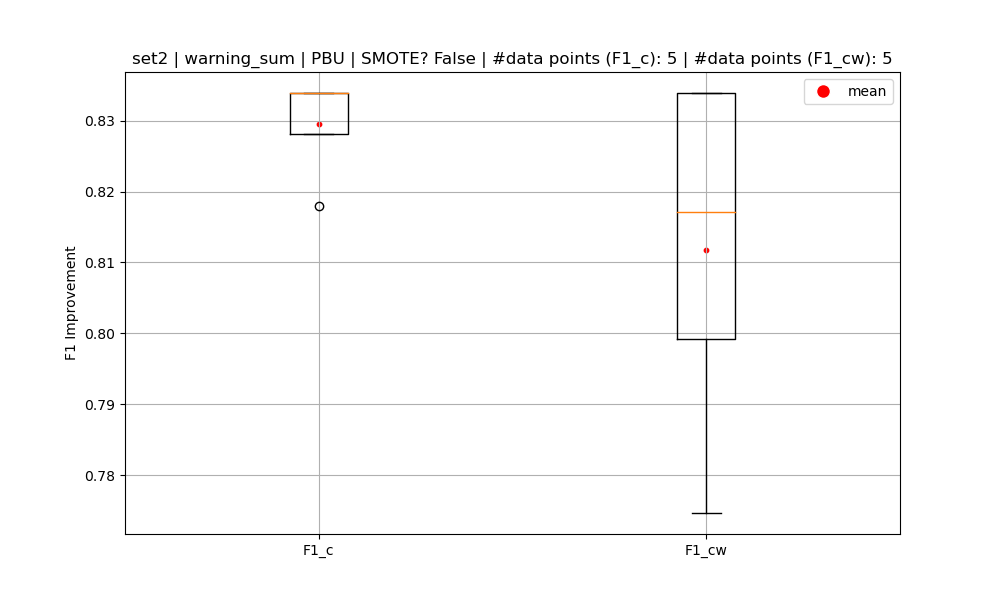 set2 | warning_sum | PBU | SMOTE? False | #data points (F1_c): 5 | #data points (F1_cw): 5
mean
F1 Improvement
0.83
0.82
0.81
0.80
0.79
0.78
F1_c
F1_cw